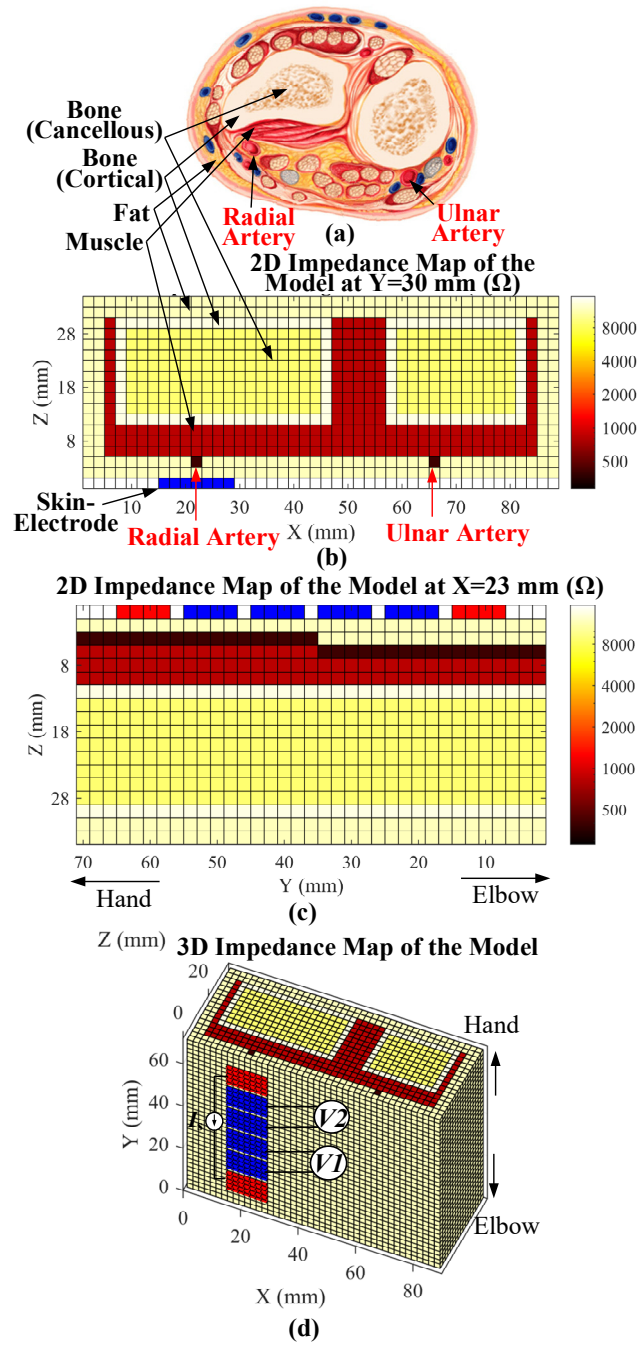 Bone
(Cancellous)
Bone
(Cortical)
Fat
Muscle
Radial
Artery
(a)
Ulnar
Artery
2D Impedance Map of the
Model at Y=30 mm (Ω)
Z (mm)
28
18
8
8000
4000
2000
1000
500
Skin-
Electrode
10 20 30 40 50 60 70 80
Radial Artery
X (mm)
Ulnar Artery
(b)
2D Impedance Map of the Model at X=23 mm (Ω)
Z (mm)
8
18
28
8000
4000
2000
1000
500
70 60 50 40 30 20 10
Hand
Y (mm)
Elbow
(c)
Z (mm)
3D Impedance Map of the Model
20
0
Hand
60
40
20
0
Y (mm)
V2
V1
0
20
40
60
80
X (mm)
Elbow
(d)